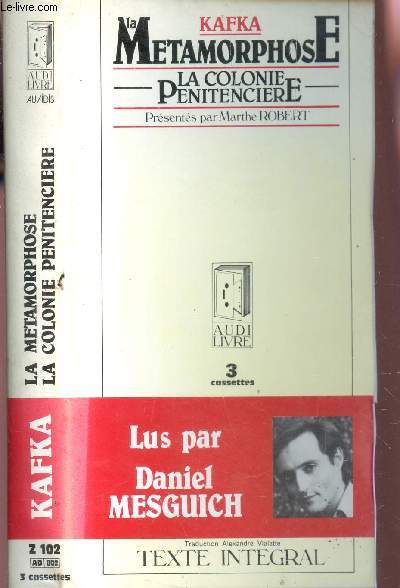 www.le-livre.com
AUDI
LIVRE
AUVIDIS
LA METAMORPHOSE
LA COLONIE PENITENCIERE
KAFKA
Z 102
AD 002
3 cassettes
KAFKA
la METAMORPHOSE
LA COLONIE
PENITENCIERE
Présentés par Marthe ROBERT
AUDI
LIVRE
3
cassettes
Lus par
Daniel
MESGUICH
Traduction Alexandre Vialatte
TEXTE INTEGRAL